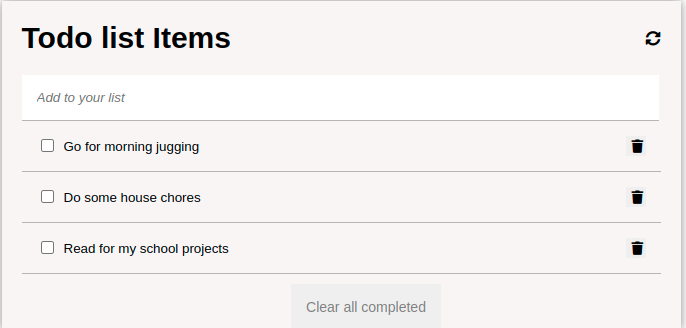 Todo list Items
Add to your list
Go for morning jugging
Do some house chores
Read for my school projects
Clear all completed